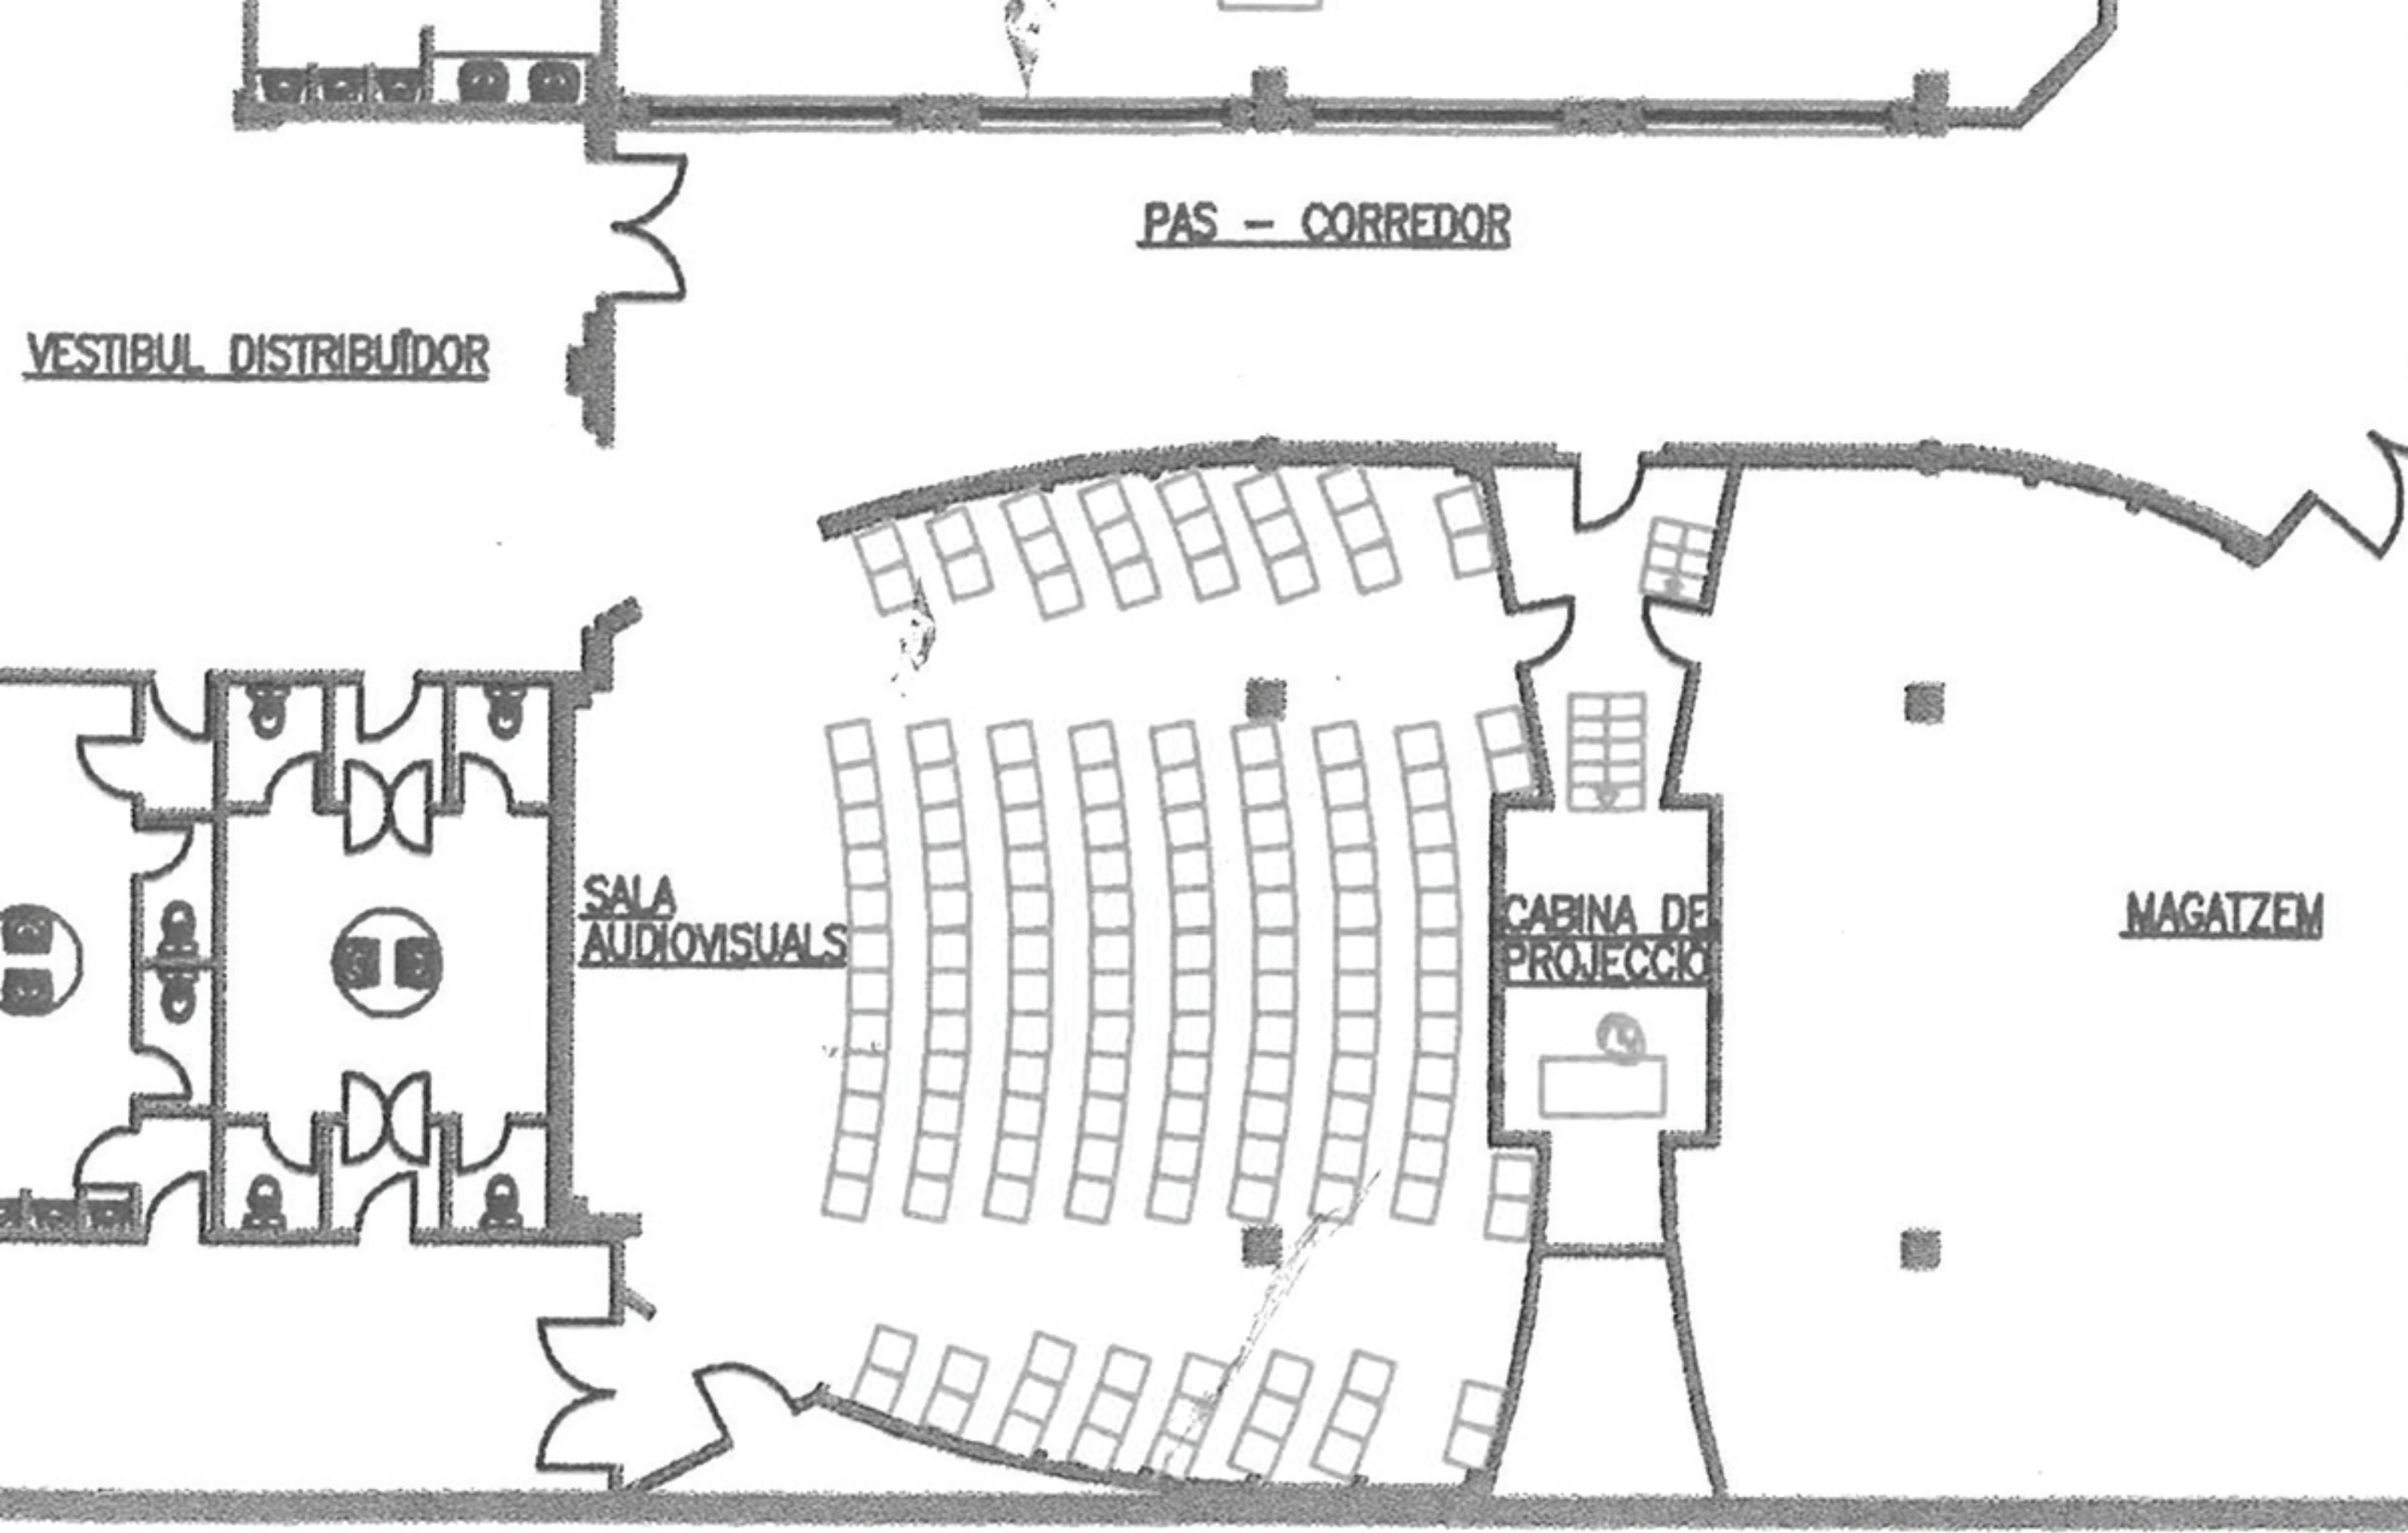 PAS - CORREDOR
VESTIBUL DISTRIBUÏDOR
SALA
AUDIOVISUALS
CABINA DE
PROJECCIÓ
MAGATZEM